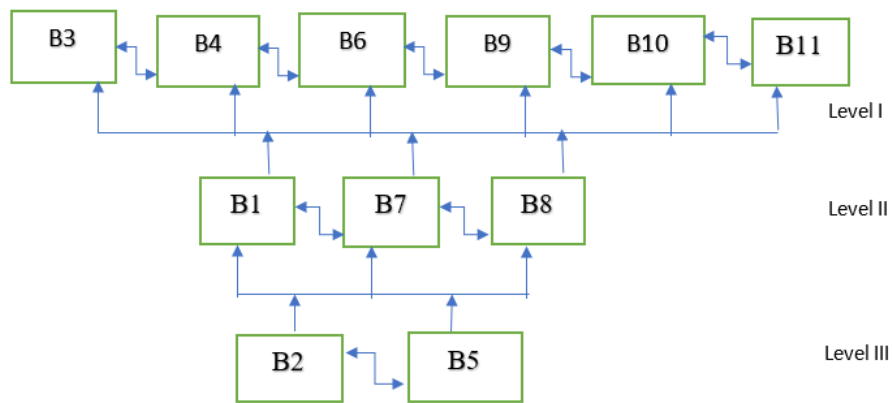 B3 B4 B6 B9 B10 B11
Level I
B1 B7 B8
Level II
B2 B5
Level III